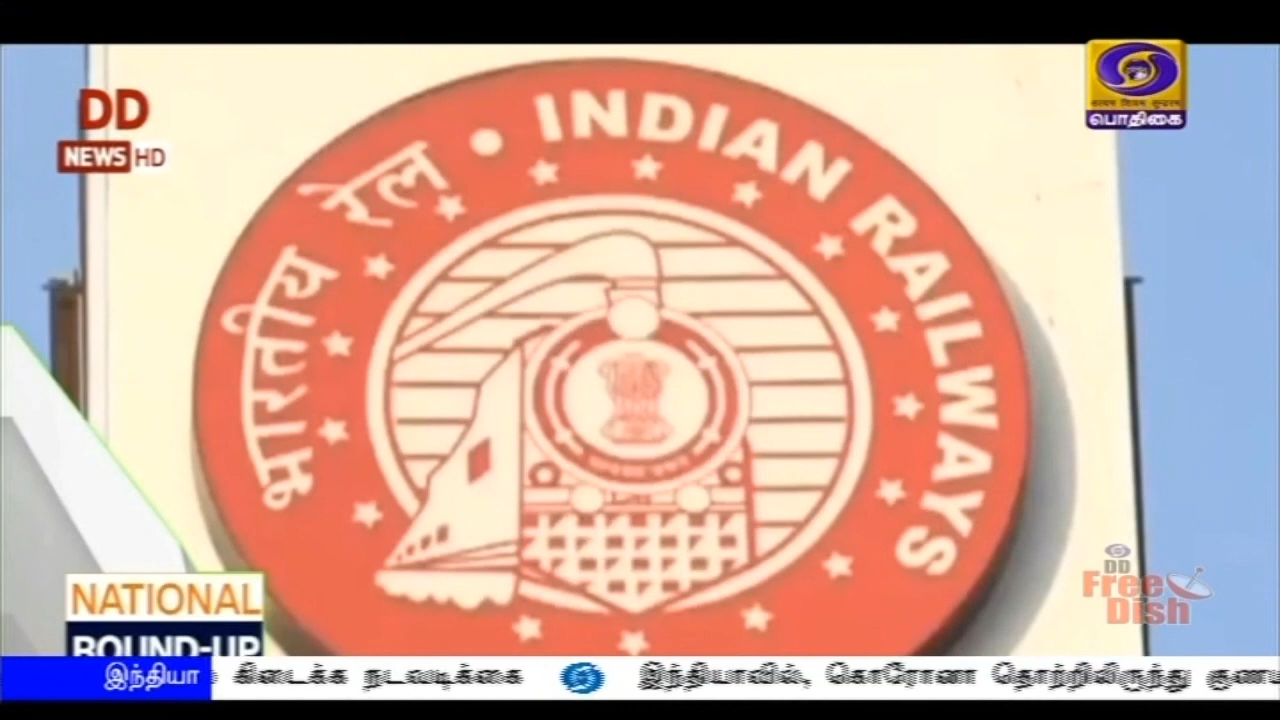 DD
NEWS HD
பொதிகை
भारतीय रेल • INDIAN RAILWAYS
DD
Free
Dish
NATIONAL
ROUND-UP
இந்தியா கிடைக்க நடவடிக்கை இந்தியாவில், கொரோனா தொற்றிலிருந்து